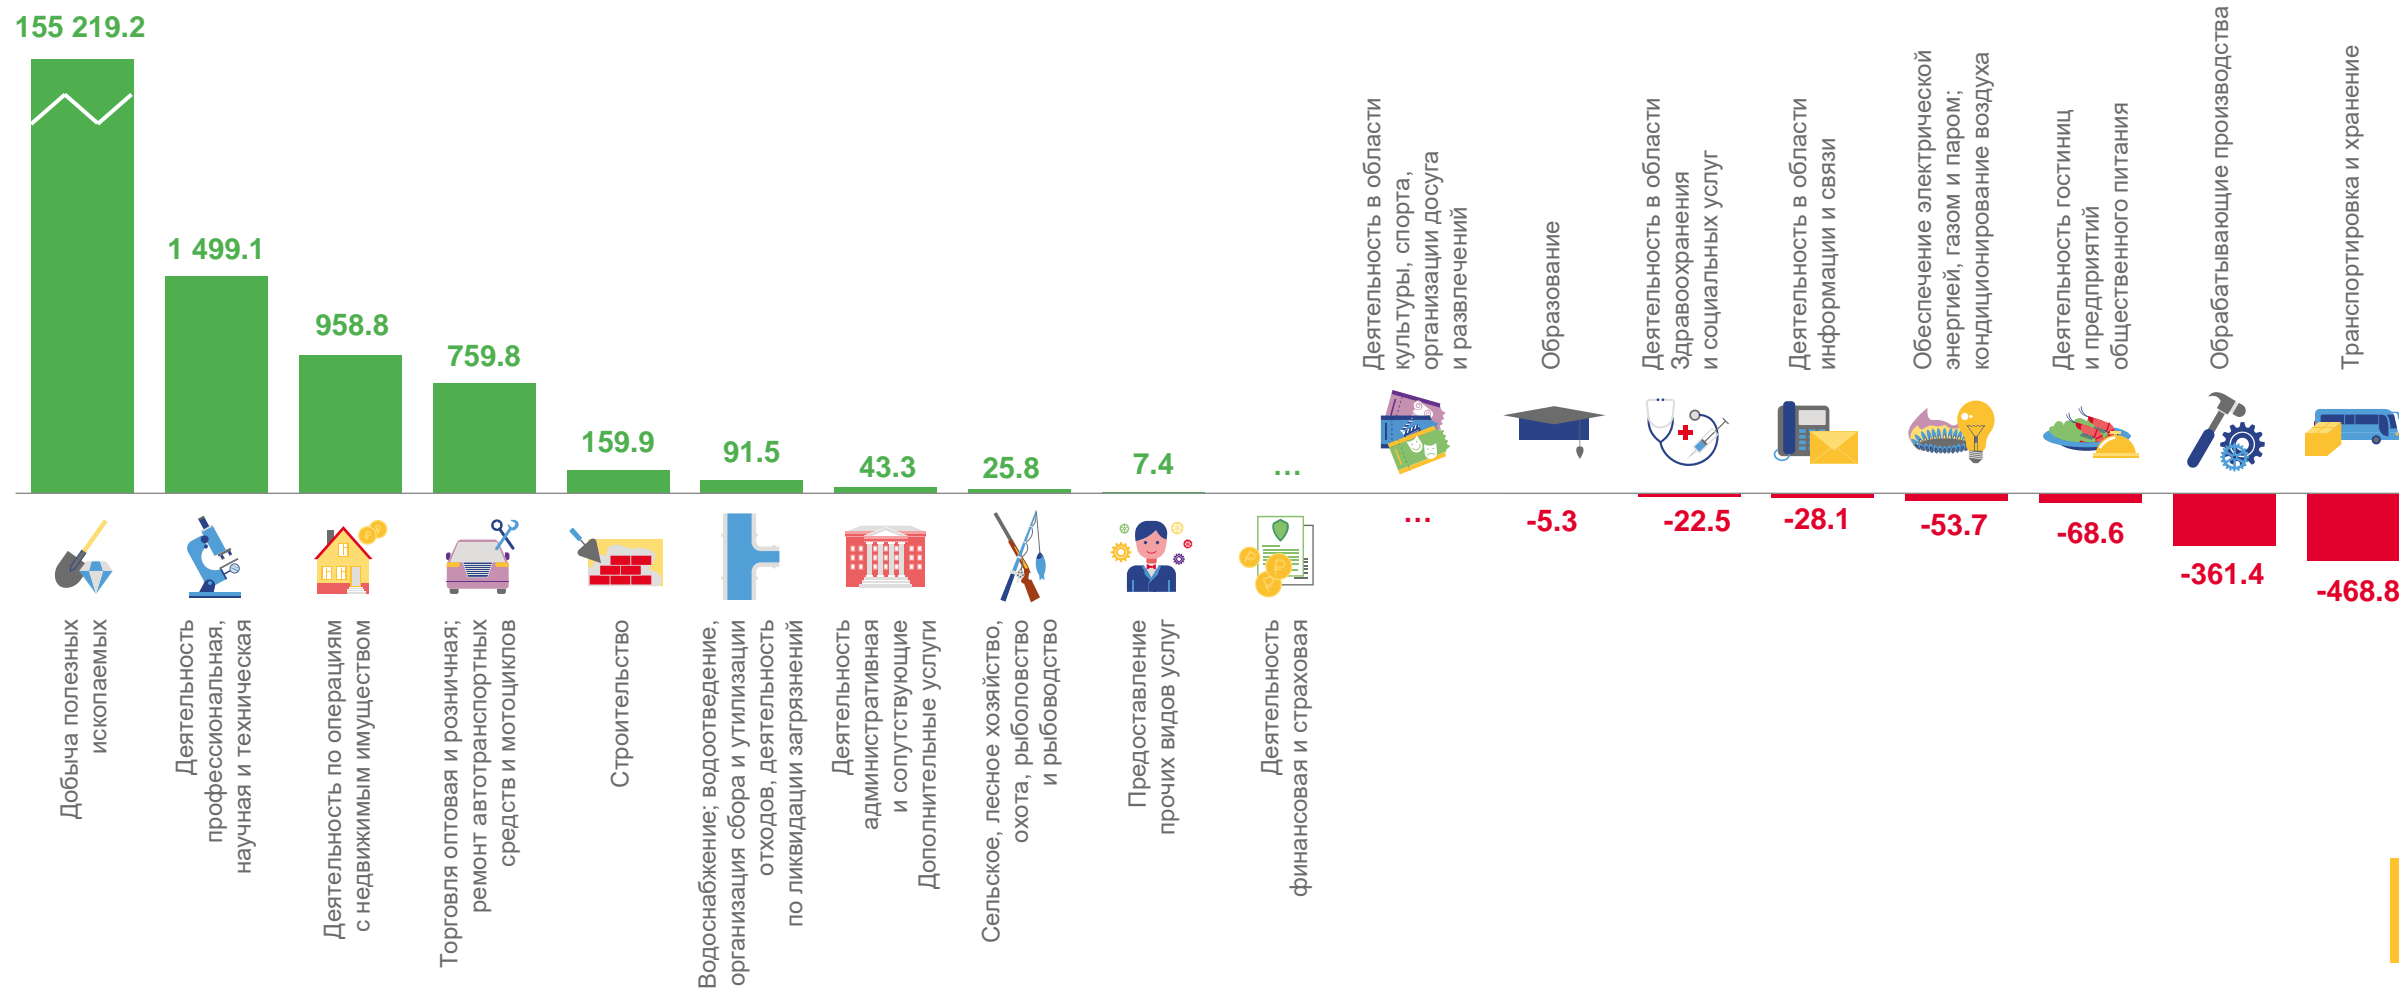 155 219.2
Добыча полезных
ископаемых
1 499.1
Деятельность
профессиональная,
научная и техническая
958.8
Деятельность по операциям
с недвижимым имуществом
759.8
Торговля оптовая и розничная;
ремонт автотранспортных
средств и мотоциклов
159.9
Строительство
91.5
Водоснабжение; водоотведение,
организация сбора и утилизации
отходов, деятельность
по ликвидации загрязнений
43.3
Деятельность
административная
и сопутствующие
Дополнительные услуги
25.8
Сельское, лесное хозяйство,
охота, рыболовство
и рыбоводство
7.4
Предоставление
прочих видов услуг
...
Деятельность
финансовая и страховая
Деятельность в области
культуры, спорта,
организации досуга
и развлечений
...
Образование
-5.3
Деятельность в области
Здравоохранения
и социальных услуг
-22.5
Деятельность в области
информации и связи
-28.1
Обеспечение электрической
энергией, газом и паром;
кондиционирование воздуха
-53.7
Деятельность гостиниц
и предприятий
общественного питания
-68.6
Обрабатывающие производства
-361.4
Транспортировка и хранение
-468.8